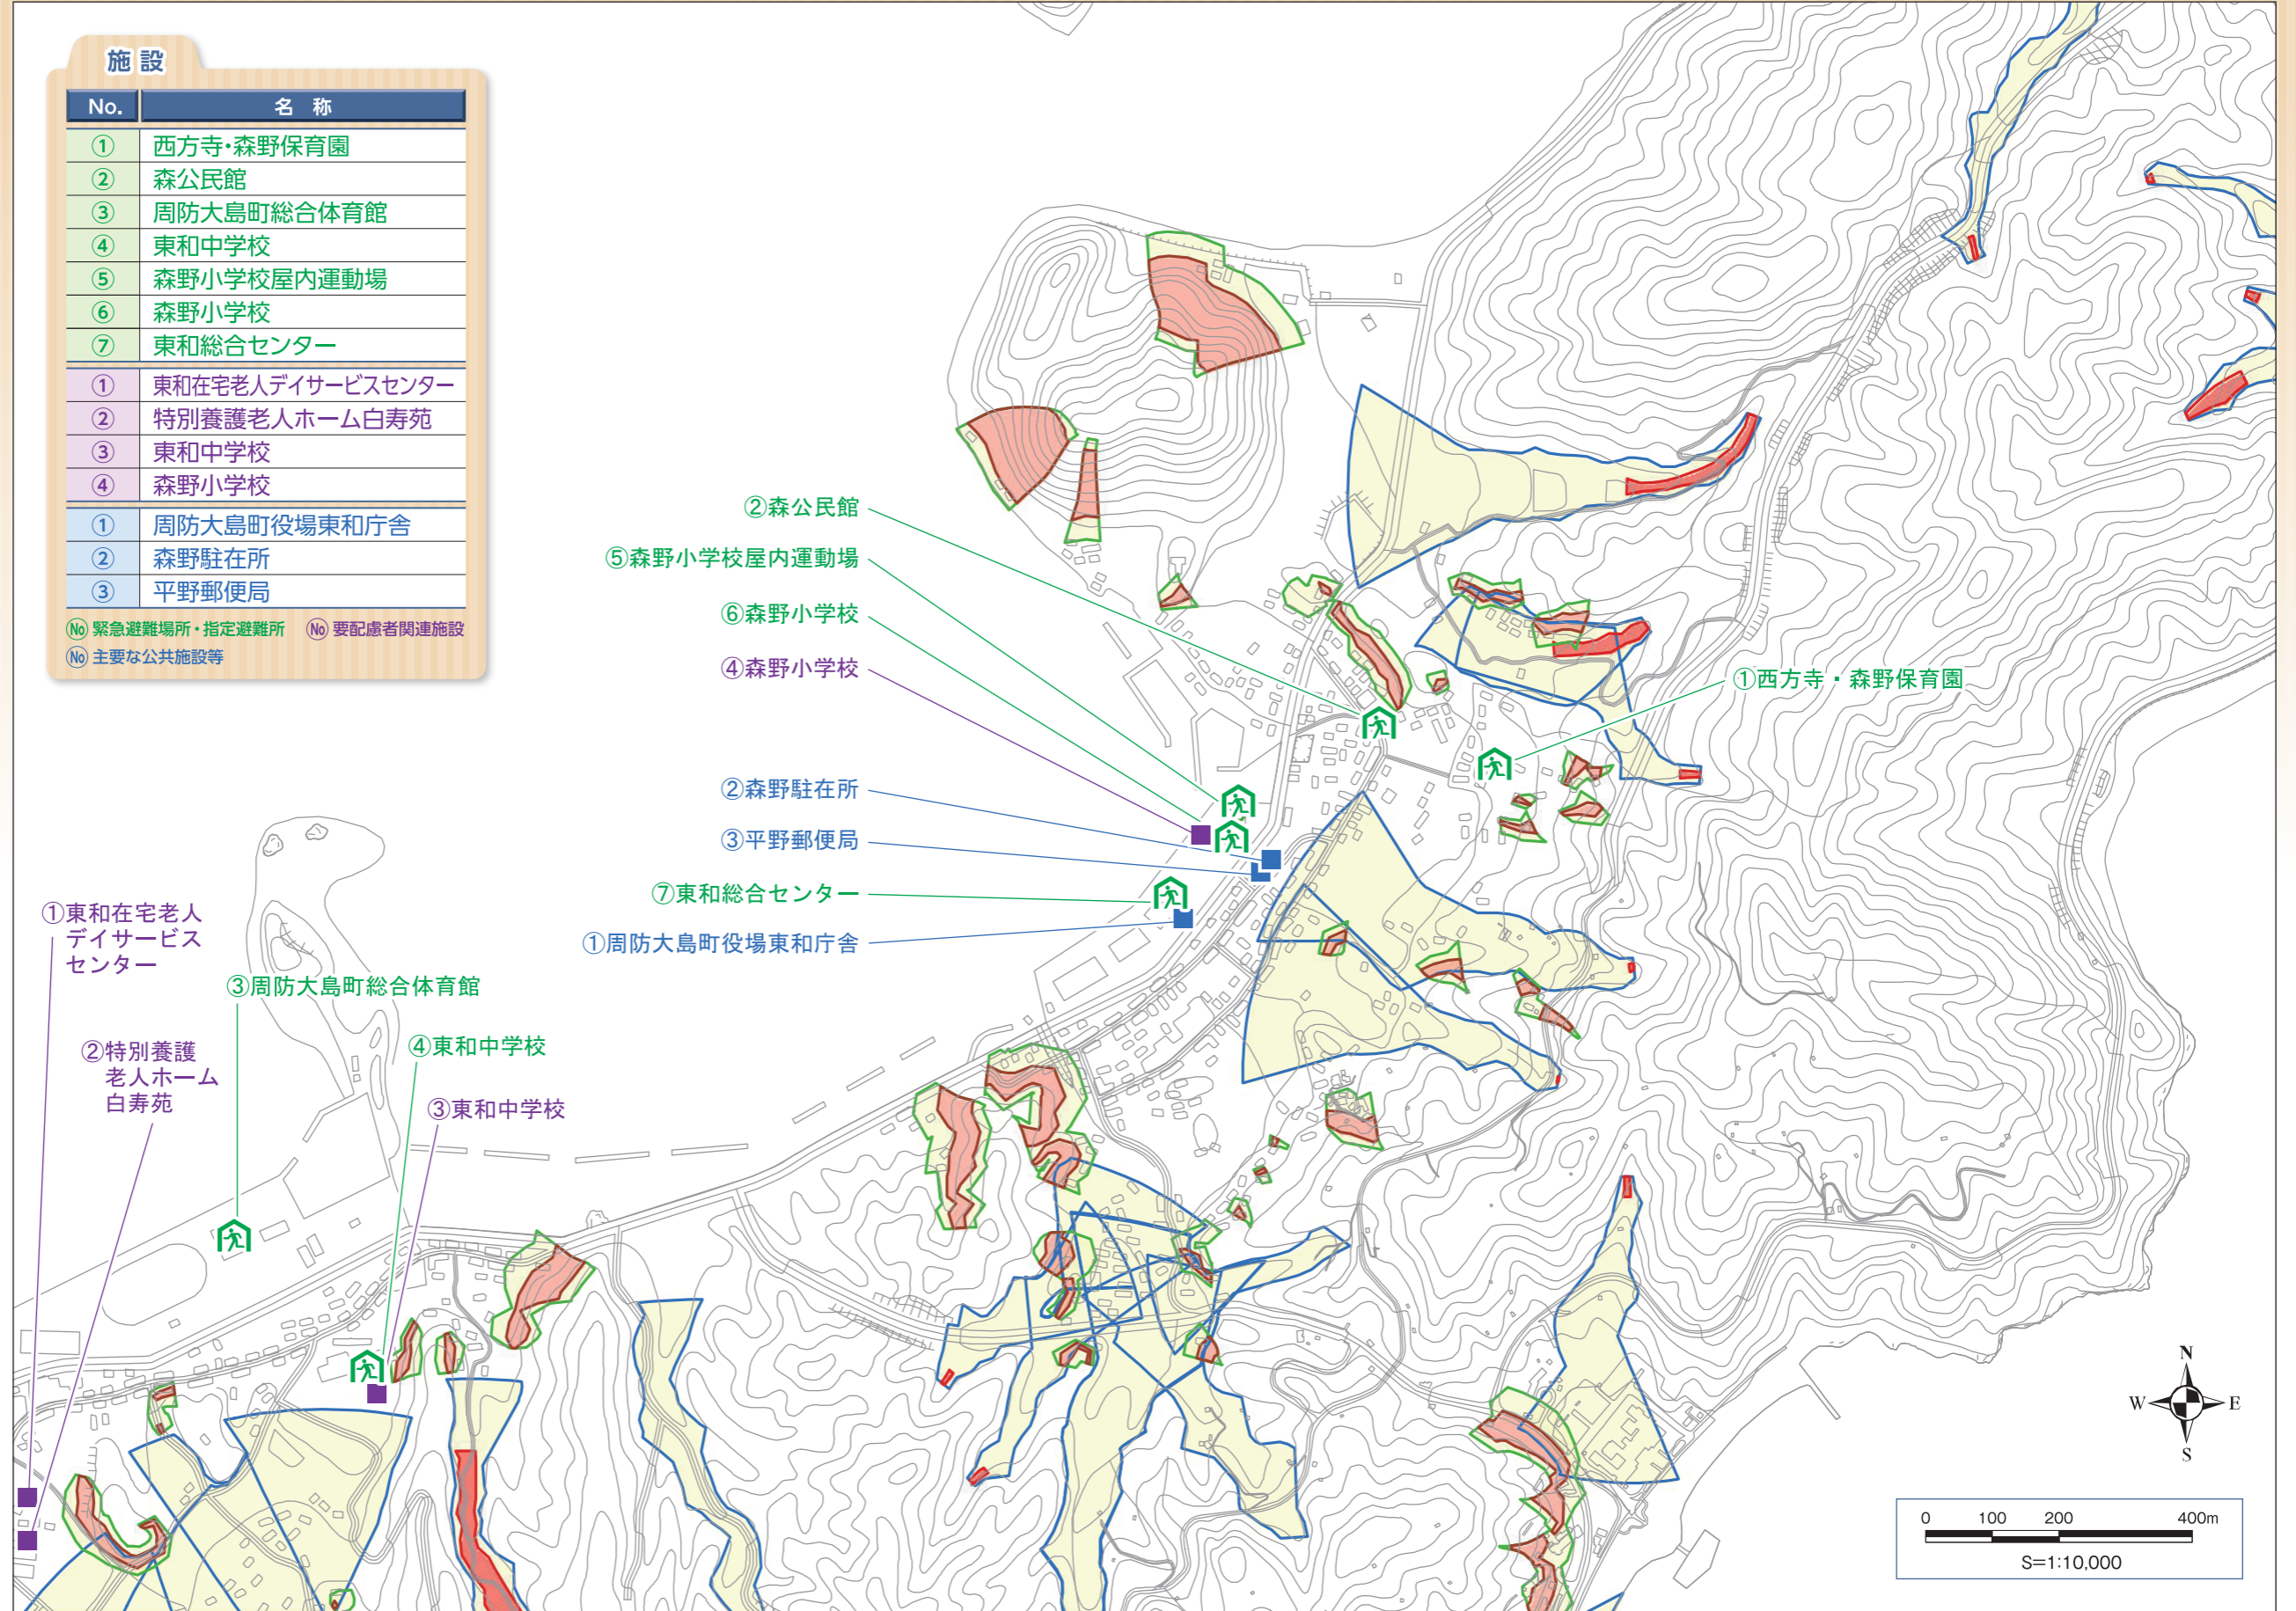 施設
No. 名 称
① 西方寺・森野保育園
② 森公民館
③ 周防大島町総合体育館
④ 東和中学校
⑤ 森野小学校屋内運動場
⑥ 森野小学校
⑦ 東和総合センター
① 東和在宅老人デイサービスセンター
② 特別養護老人ホーム白寿苑
③ 東和中学校
④ 森野小学校
① 周防大島町役場東和庁舎
② 森野駐在所
③ 平野郵便局
No 緊急避難場所・指定避難所 No 要配慮者関連施設
No 主要な公共施設等
②森公民館
⑤森野小学校屋内運動場
⑥森野小学校
④森野小学校
①西方寺・森野保育園
②森野駐在所
③平野郵便局
⑦東和総合センター
①周防大島町役場東和庁舎
①東和在宅老人
デイサービス
センター
③周防大島町総合体育館
②特別養護
老人ホーム
白寿苑
④東和中学校
③東和中学校
N
W E
S
0 100 200 400m
S=1:10,000